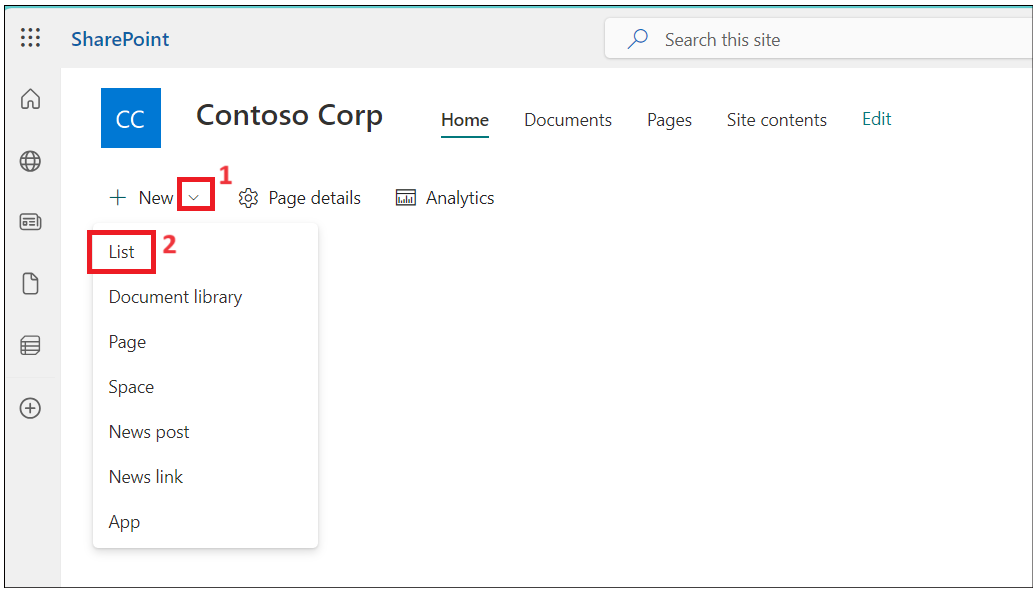 SharePoint
Search this site
CC
Contoso Corp
Home Documents Pages Site contents Edit
1
New Page details Analytics
List 2
Document library
Page
Space
News post
News link
App